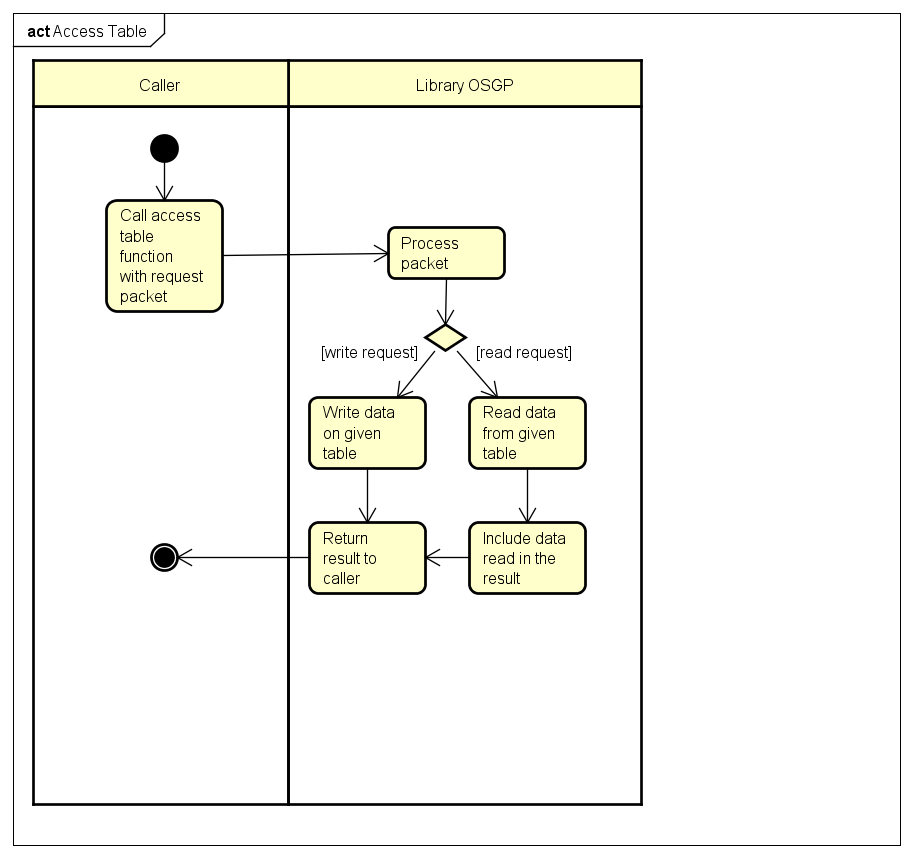 act Access Table
Caller
Library OSGP
Call access
table
function
with request
packet
Process
packet
[write request]
[read request]
Write data
on given
table
Read data
from given
table
Return
result to
caller
Include data
read in the
result